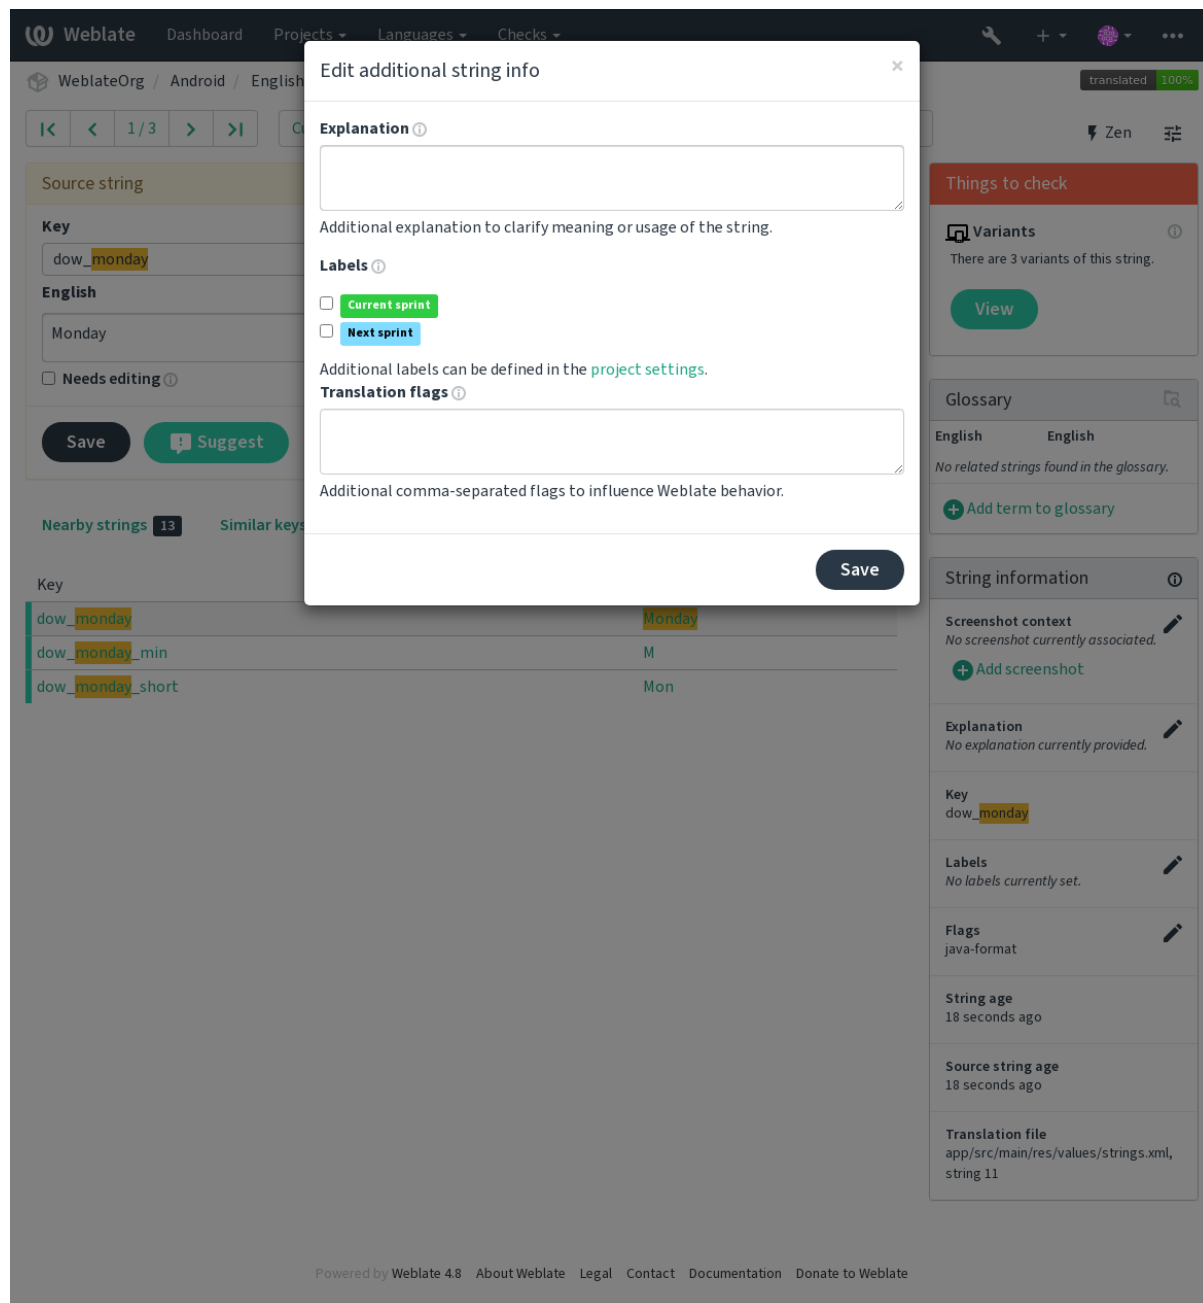 Weblate Dashboard Projects Languages Checks
WeblateOrg / Android / English
translated 100%
1 / 3
Zen
Edit additional string info
×
Explanation
Additional explanation to clarify meaning or usage of the string.
Labels
Current sprint
Next sprint
Additional labels can be defined in the project settings.
Translation flags
Additional comma-separated flags to influence Weblate behavior.
Save
Source string
Key
dow_monday
English
Monday
Needs editing
Save
Suggest
Nearby strings 13
Similar keys
Key
dow_monday Monday
dow_monday_min M
dow_monday_short Mon
Things to check
Variants
There are 3 variants of this string.
View
Glossary
English English
No related strings found in the glossary.
Add term to glossary
String information
Screenshot context
No screenshot currently associated.
Add screenshot
Explanation
No explanation currently provided.
Key
dow_monday
Labels
No labels currently set.
Flags
java-format
String age
18 seconds ago
Source string age
18 seconds ago
Translation file
app/src/main/res/values/strings.xml,
string 11
Powered by Weblate 4.8 About Weblate Legal Contact Documentation Donate to Weblate